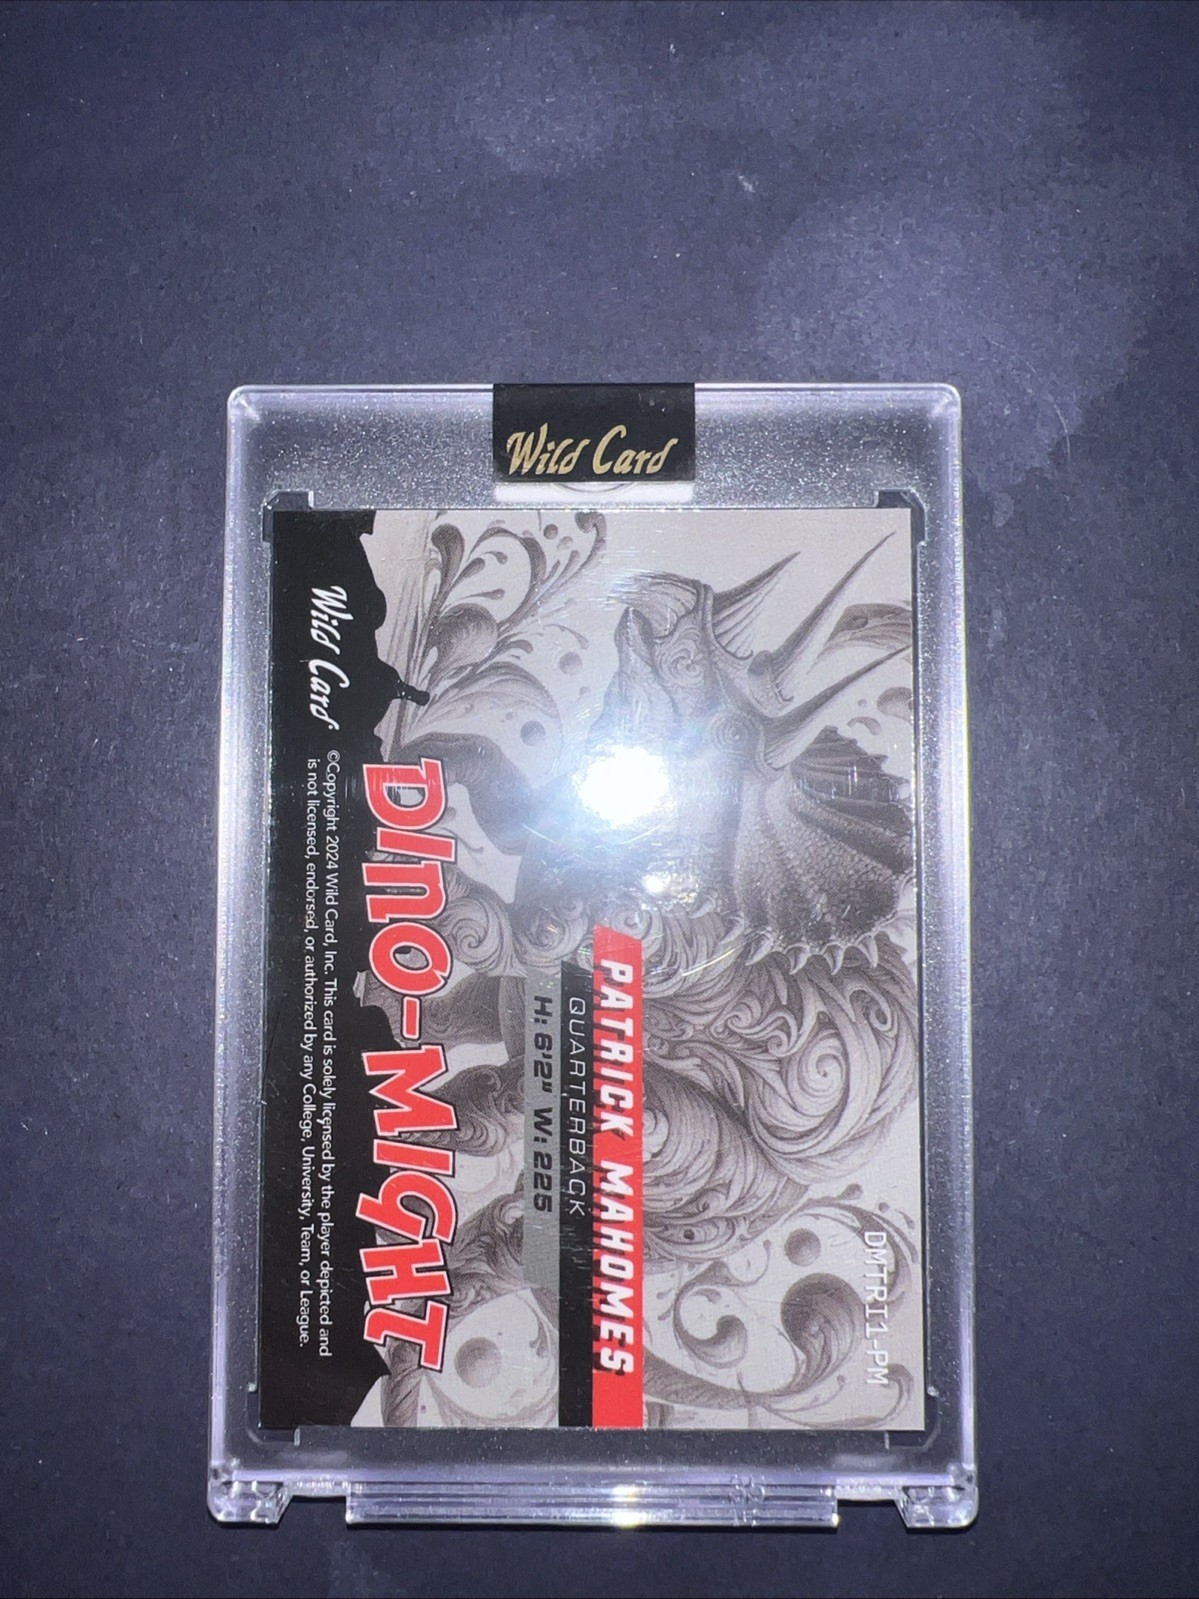 Wild Card
DMTRI1-PM
PATRICK MAHOMES
QUARTERBACK
H: 6'2" W: 225
DINO-MIGHT
Wild Card
©Copyright 2024 Wild Card, Inc. This card is solely licensed by the player depicted and
is not licensed, endorsed, or authorized by any College, University, Team, or League.